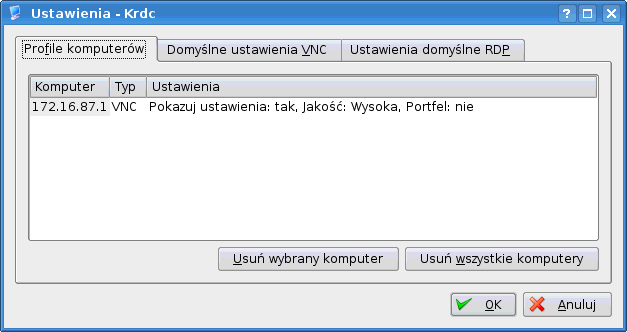 Ustawienia - Krdc
Profile komputerów Domyślne ustawienia VNC Ustawienia domyślne RDP
Komputer Typ Ustawienia
172.16.87.1 VNC Pokazuj ustawienia: tak, Jakość: Wysoka, Portfel: nie
Usuń wybrany komputer Usuń wszystkie komputery
OK Anuluj